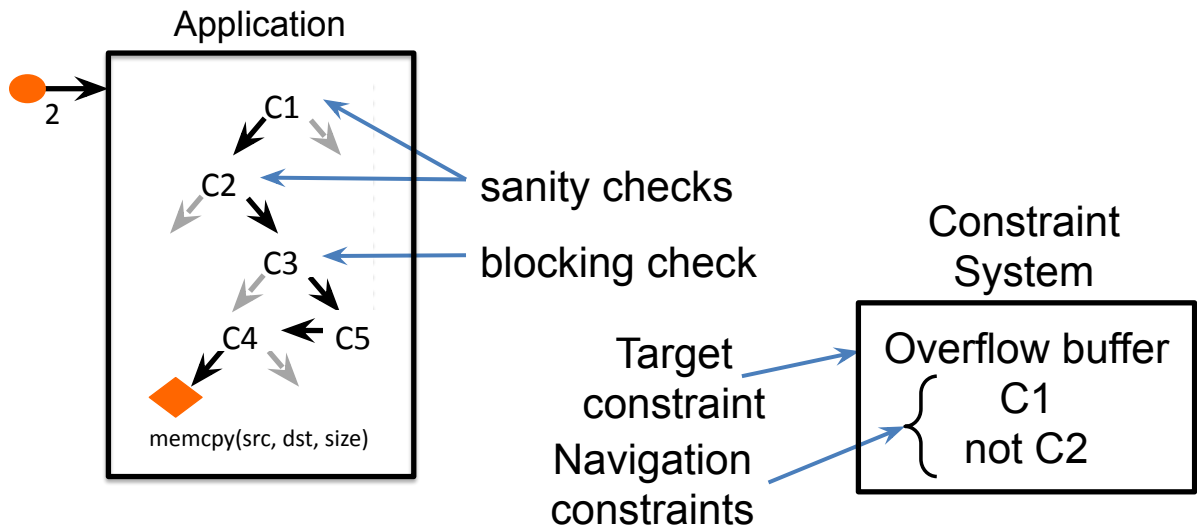 Application
2
C1
C2
sanity checks
C3
blocking check
C4
C5
memcpy(src, dst, size)
Constraint
System
Target
constraint
Overflow buffer
C1
not C2
Navigation
constraints